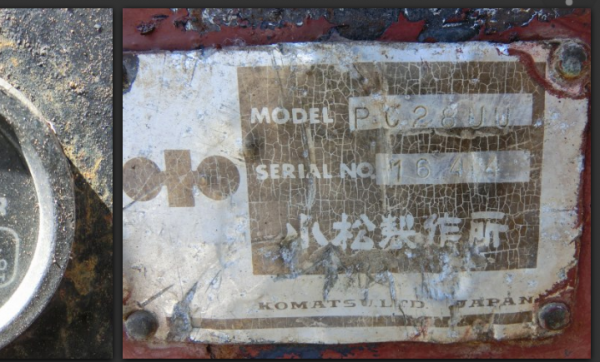 MODEL PC28UU
SERIAL NO.
小松製作所
KOMATSU LTD. JAPAN